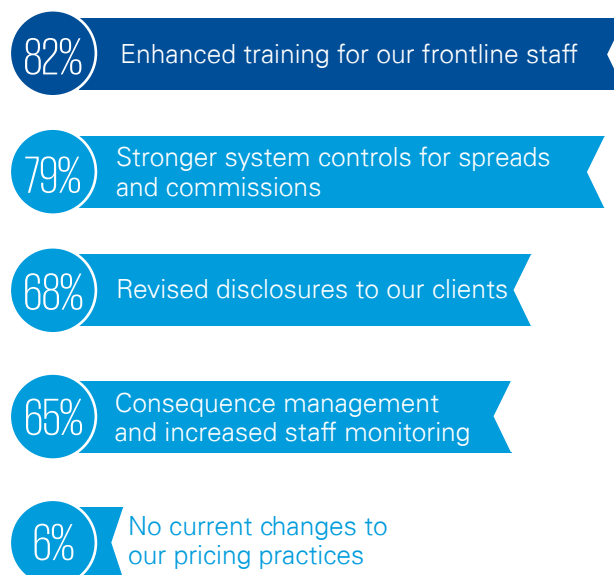 82%
Enhanced training for our frontline staff
79%
Stronger system controls for spreads
and commissions
68%
Revised disclosures to our clients
65%
Consequence management
and increased staff monitoring
6%
No current changes to
our pricing practices